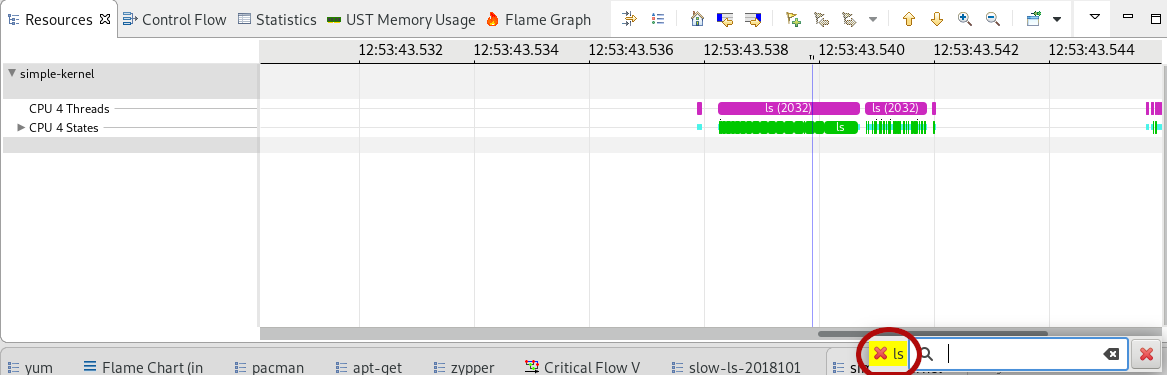 Resources Control Flow Statistics UST Memory Usage Flame Graph
12:53:43.532 12:53:43.534 12:53:43.536 12:53:43.538 12:53:43.540 12:53:43.542 12:53:43.544
simple-kernel
CPU 4 Threads ls (2032) ls (2032)
CPU 4 States ls
ls
yum Flame Chart (in pacman apt-get zypper Critical Flow V slow-ls-2018101